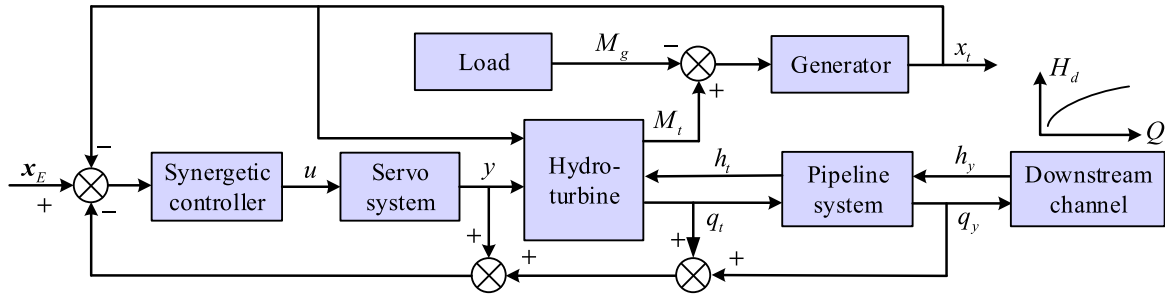 Load
M_g
−
+
Generator
x_t
H_d
Q
M_t
Hydro-
turbine
x_E
+
−
−
Synergetic
controller
u
Servo
system
y
h_t
q_t
Pipeline
system
h_y
q_y
Downstream
channel
+
+
+
+